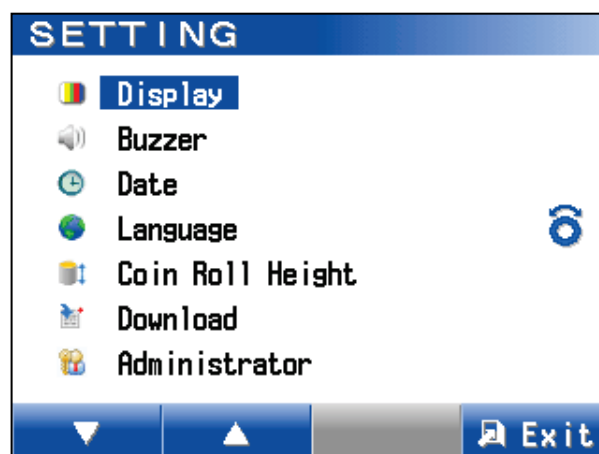 SETTING
Display
Buzzer
Date
Language
Coin Roll Height
Download
Administrator
Exit